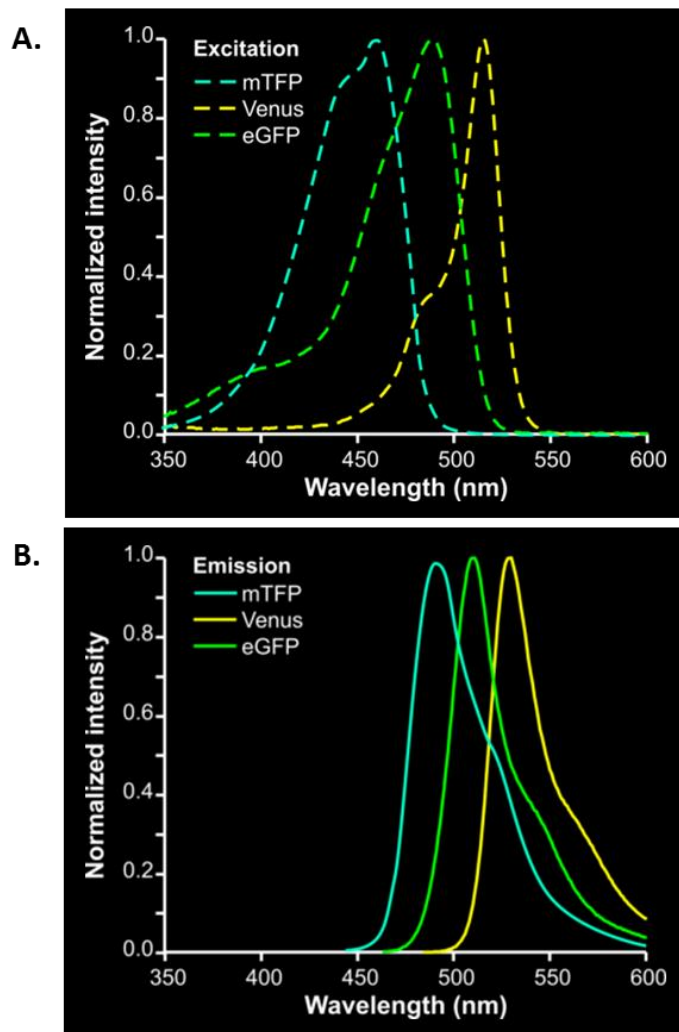 A.
Excitation
mTFP
Venus
eGFP
Normalized intensity
1.0
0.8
0.6
0.4
0.2
0.0
350 400 450 500 550 600
Wavelength (nm)
B.
Emission
mTFP
Venus
eGFP
Normalized intensity
1.0
0.8
0.6
0.4
0.2
0.0
350 400 450 500 550 600
Wavelength (nm)